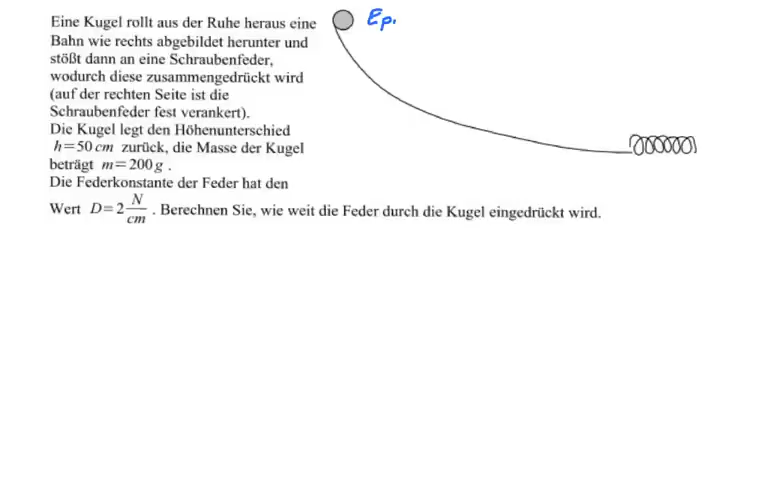 Eine Kugel rollt aus der Ruhe heraus eine
Bahn wie rechts abgebildet herunter und
stößt dann an eine Schraubenfeder,
wodurch diese zusammengedrückt wird
(auf der rechten Seite ist die
Schraubenfeder fest verankert).
Die Kugel legt den Höhenunterschied
h=50 cm zurück, die Masse der Kugel
beträgt m=200 g .
Die Federkonstante der Feder hat den
Wert D=2 N/cm . Berechnen Sie, wie weit die Feder durch die Kugel eingedrückt wird.
Ep.